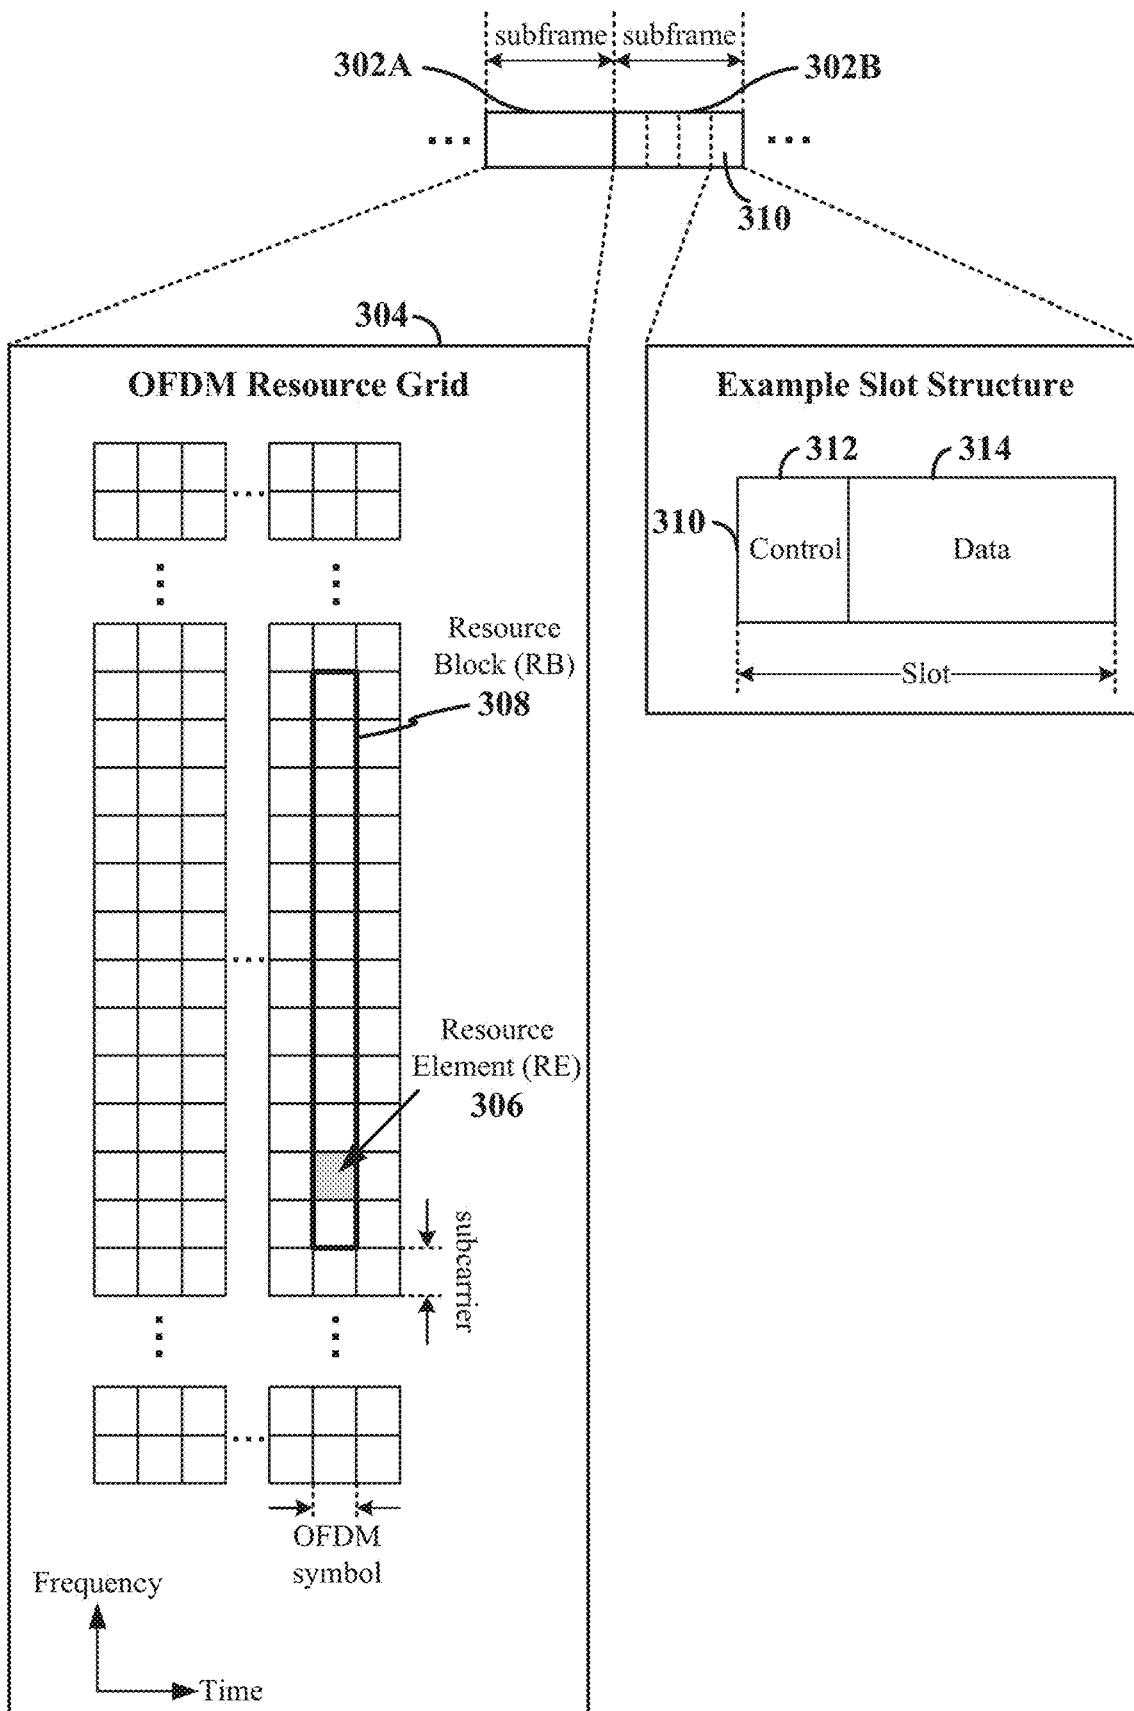 subframe subframe
302A 302B
310
304
OFDM Resource Grid
Example Slot Structure
312 314
310
Control Data
Slot
Resource
Block (RB)
308
Resource
Element (RE)
306
subcarrier
OFDM
symbol
Frequency
Time